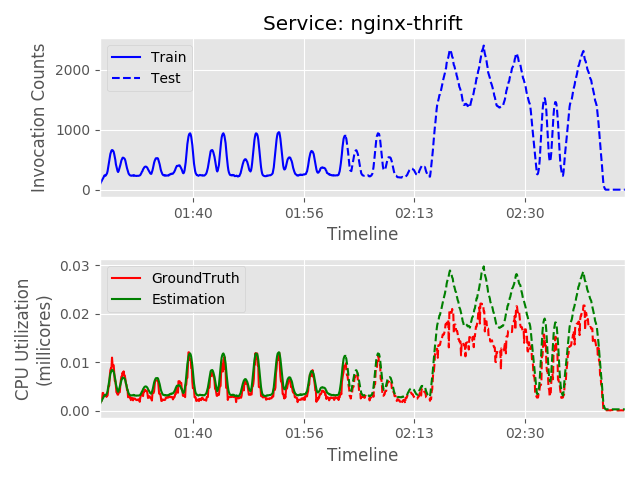 Service: nginx-thrift
Invocation Counts
2000
1000
0
Train
Test
01:40
01:56
02:13
02:30
Timeline
CPU Utilization
(millicores)
0.03
0.02
0.01
0.00
GroundTruth
Estimation
01:40
01:56
02:13
02:30
Timeline